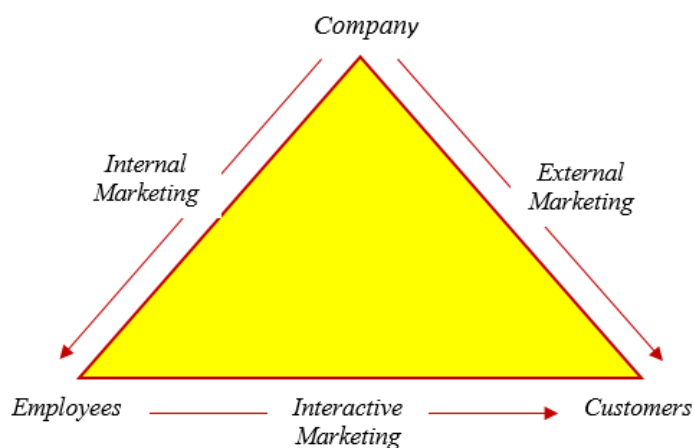 Company
Internal
Marketing
External
Marketing
Employees
Interactive
Marketing
Customers